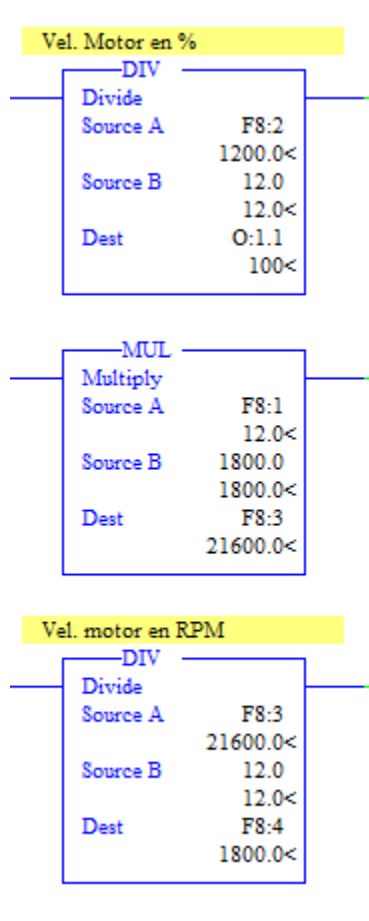 Vel. Motor en %
DIV
Divide
Source A F8:2
1200.0<
Source B 12.0
12.0<
Dest O:1.1
100<
MUL
Multiply
Source A F8:1
12.0<
Source B 1800.0
1800.0<
Dest F8:3
21600.0<
Vel. motor en RPM
DIV
Divide
Source A F8:3
21600.0<
Source B 12.0
12.0<
Dest F8:4
1800.0<